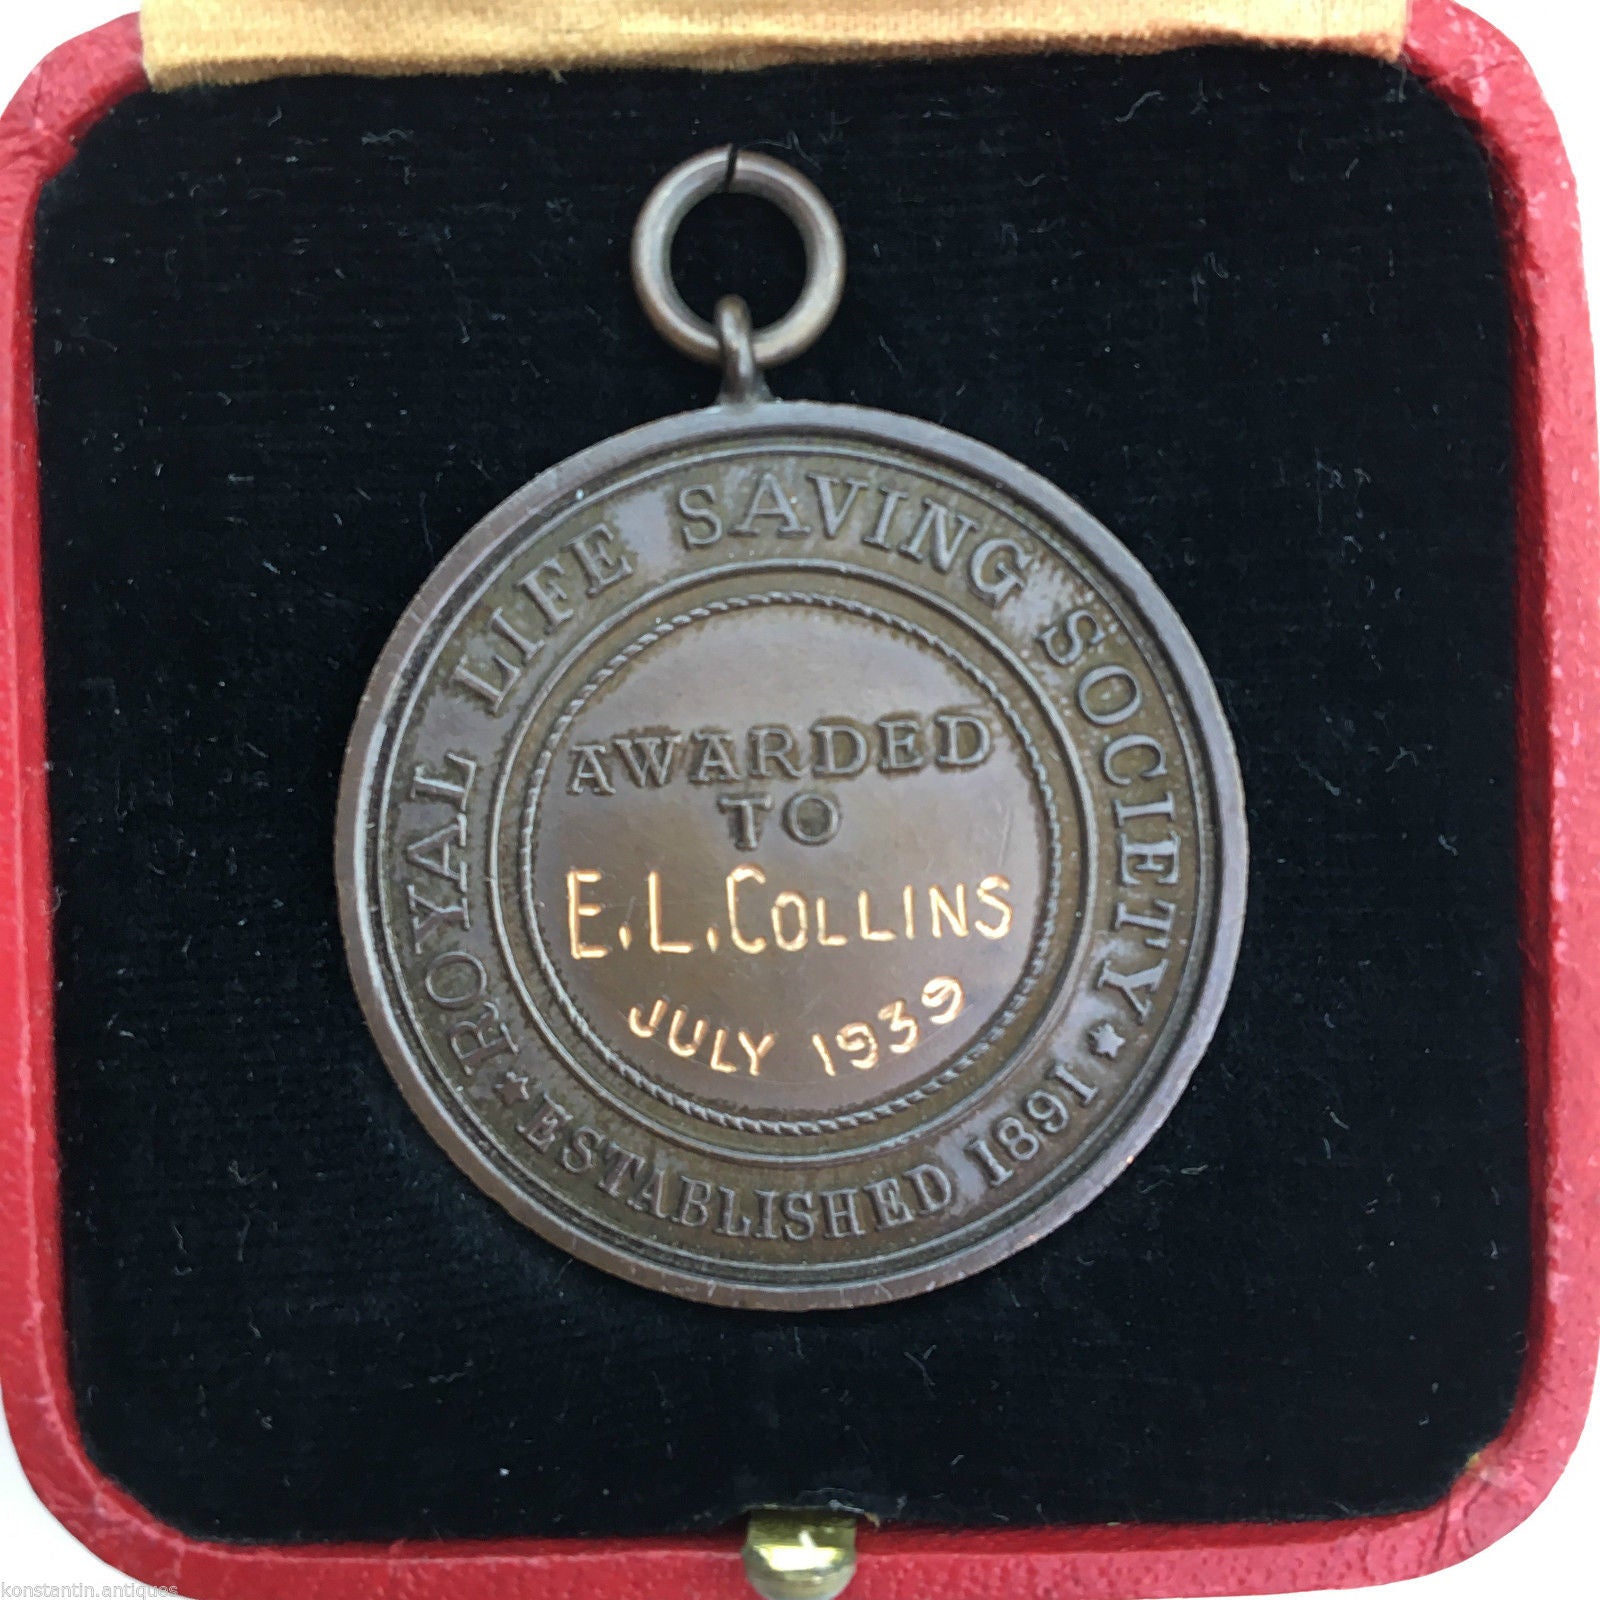 ROYAL LIFE SAVING SOCIETY
AWARDED
TO
E.L.COLLINS
JULY 1939
ESTABLISHED 1891
konstantin.antiques